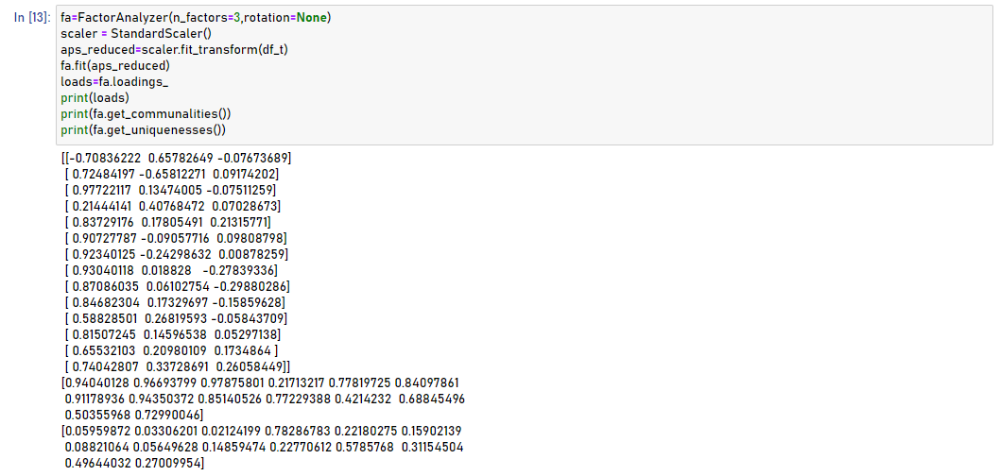 In [13]: fa=FactorAnalyzer(n_factors=3,rotation=None)
scaler = StandardScaler()
aps_reduced=scaler.fit_transform(df_t)
fa.fit(aps_reduced)
loads=fa.loadings_
print(loads)
print(fa.get_communalities())
print(fa.get_uniquenesses())
[[-0.70836222 0.65782649 -0.07673689]
[ 0.72484197 -0.65812271 0.09174202]
[ 0.97722117 0.13474005 -0.07511259]
[ 0.21444141 0.40768472 0.07028673]
[ 0.83729176 0.17805491 0.21315771]
[ 0.90727787 -0.09057716 0.09808798]
[ 0.92340125 -0.24298632 0.00878259]
[ 0.93040118 0.018828 -0.27839336]
[ 0.87086035 0.06102754 -0.29880286]
[ 0.84682304 0.17329697 -0.15859628]
[ 0.58828501 0.26819593 -0.05843709]
[ 0.81507245 0.14596538 0.05297138]
[ 0.65532103 0.20980109 0.1734864 ]
[ 0.74042807 0.33728691 0.26058449]]
[0.94040128 0.96693799 0.97875801 0.21713217 0.77819725 0.84097861
0.91178936 0.94350372 0.85140526 0.77229388 0.4214232 0.68845496
0.50355968 0.72990046]
[0.05959872 0.03306201 0.02124199 0.78286783 0.22180275 0.15902139
0.08821064 0.05649628 0.14859474 0.22770612 0.5785768 0.31154504
0.49644032 0.27009954]